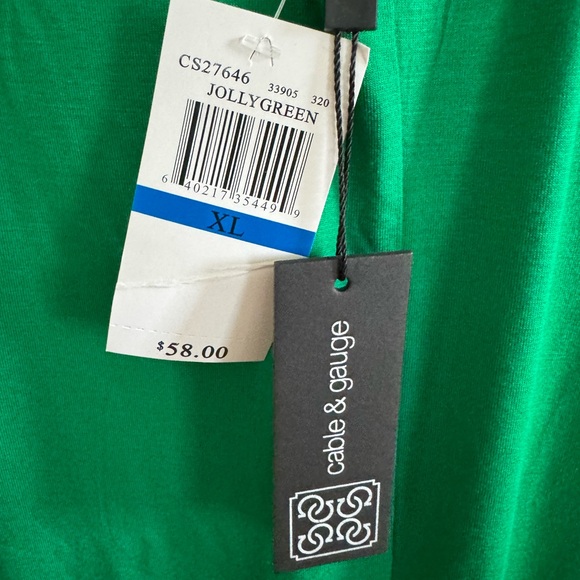 CS27646 33905 320
JOLLYGREEN
6 40217 35449 9
XL
$58.00
cable & gauge